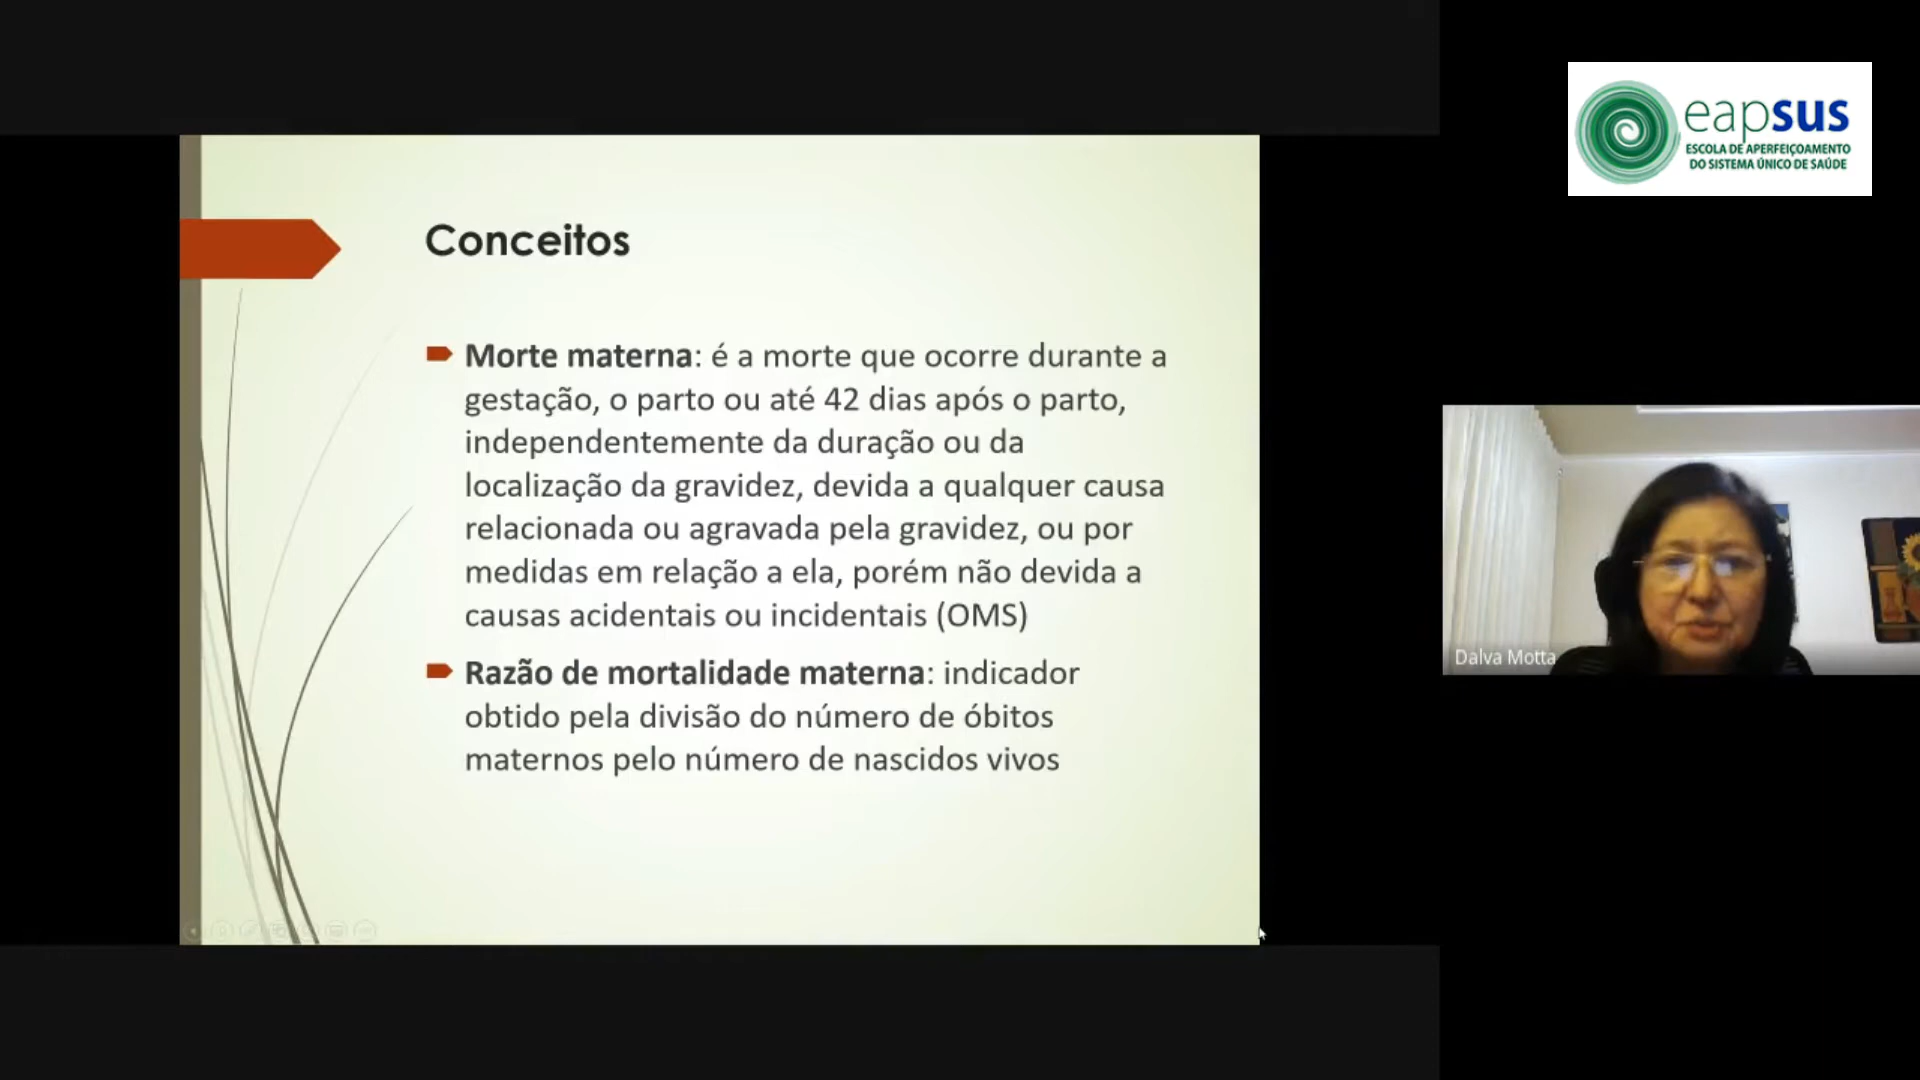 Conceitos
Morte materna: é a morte que ocorre durante a
gestação, o parto ou até 42 dias após o parto,
independentemente da duração ou da
localização da gravidez, devida a qualquer causa
relacionada ou agravada pela gravidez, ou por
medidas em relação a ela, porém não devida a
causas acidentais ou incidentais (OMS)
Razão de mortalidade materna: indicador
obtido pela divisão do número de óbitos
maternos pelo número de nascidos vivos
eapsus
ESCOLA DE APERFEIÇOAMENTO
DO SISTEMA ÚNICO DE SAÚDE
Dalva Motta